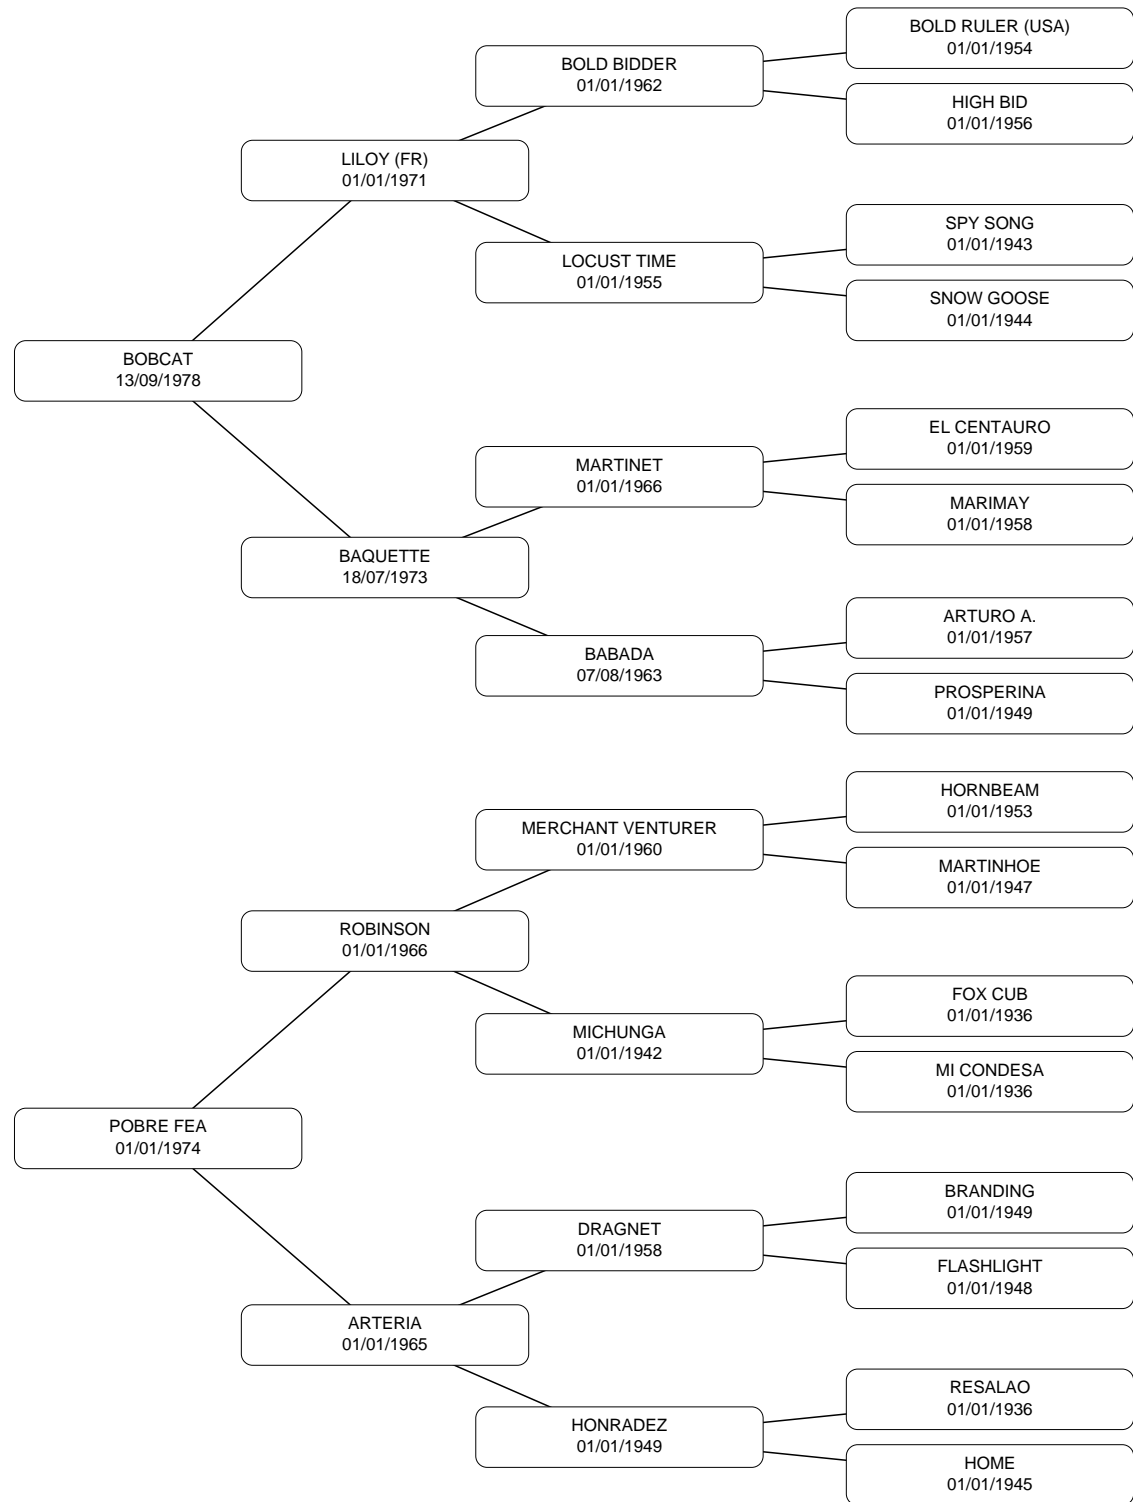 BOLD RULER (USA)
01/01/1954
BOLD BIDDER
01/01/1962
HIGH BID
01/01/1956
LILOY (FR)
01/01/1971
SPY SONG
01/01/1943
LOCUST TIME
01/01/1955
SNOW GOOSE
01/01/1944
BOBCAT
13/09/1978
EL CENTAURO
01/01/1959
MARTINET
01/01/1966
MARIMAY
01/01/1958
BAQUETTE
18/07/1973
ARTURO A.
01/01/1957
BABADA
07/08/1963
PROSPERINA
01/01/1949
HORNBEAM
01/01/1953
MERCHANT VENTURER
01/01/1960
MARTINHOE
01/01/1947
ROBINSON
01/01/1966
FOX CUB
01/01/1936
MICHUNGA
01/01/1942
MI CONDESA
01/01/1936
POBRE FEA
01/01/1974
BRANDING
01/01/1949
DRAGNET
01/01/1958
FLASHLIGHT
01/01/1948
ARTERIA
01/01/1965
RESALAO
01/01/1936
HONRADEZ
01/01/1949
HOME
01/01/1945